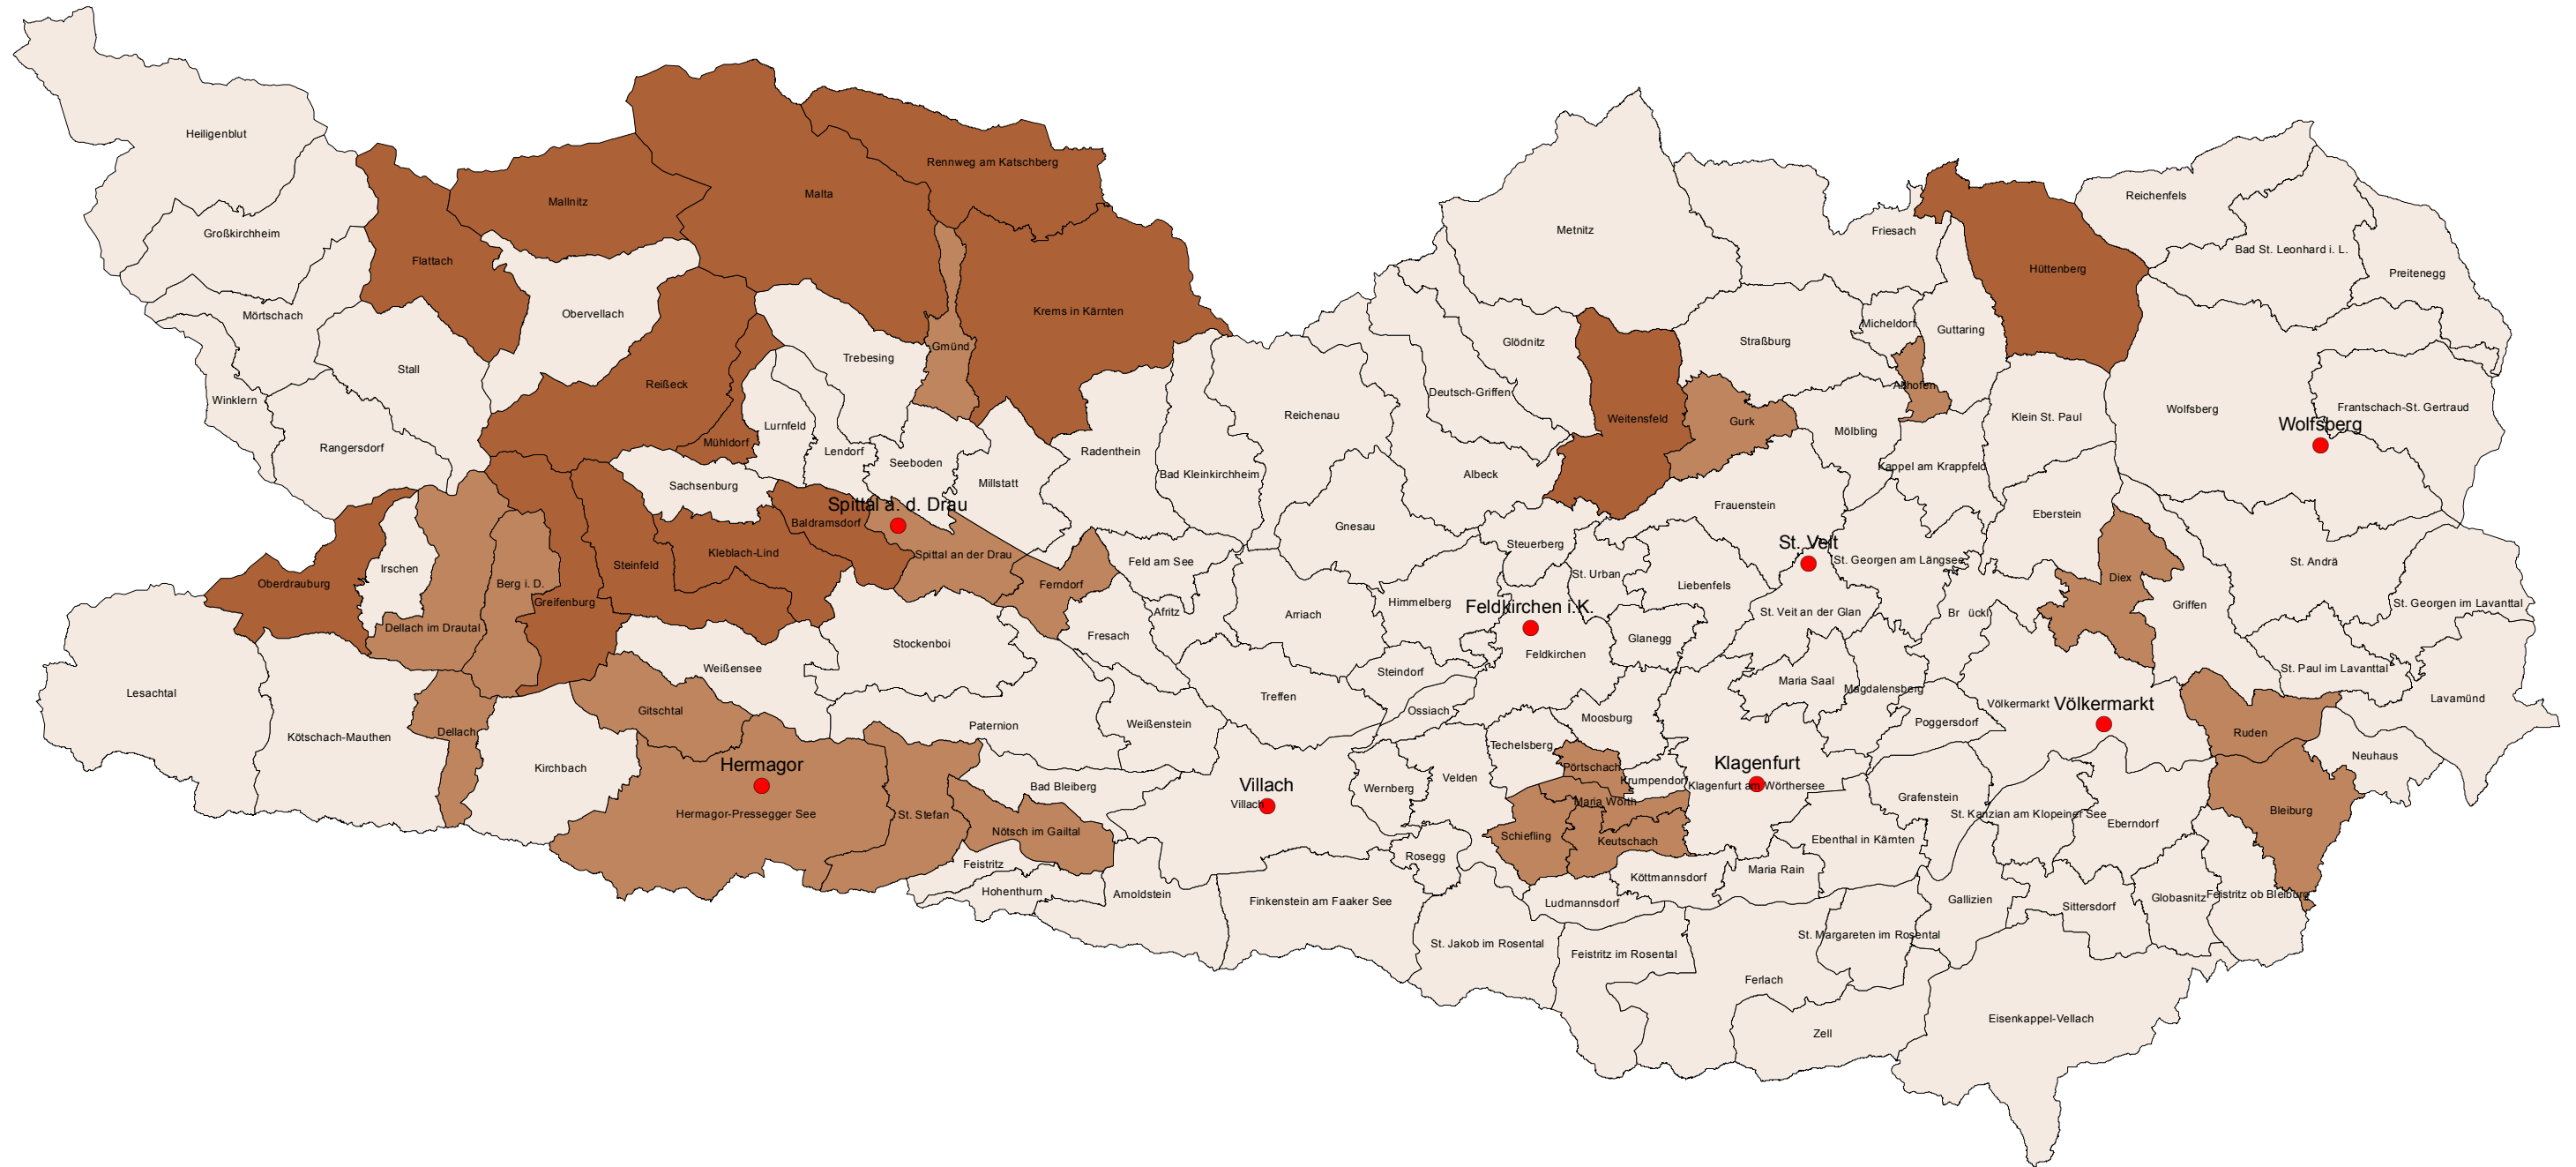 Heiligenblut
Großkirchheim
Mörtschach
Winklern
Stall
Rangersdorf
Flattach
Mallnitz
Obervellach
Malta
Rennweg am Katschberg
Krems in Kärnten
Gmünd
Trebesing
Reißeck
Mühldorf
Lurnfeld
Lendorf
Seeboden
Millstatt
Radenthein
Bad Kleinkirchheim
Sachsenburg
Spittal a. d. Drau
Baldramsdorf
Spittal an der Drau
Kleblach-Lind
Steinfeld
Greifenburg
Berg i. D.
Irschen
Oberdrauburg
Dellach im Drautal
Ferndorf
Feld am See
Afritz
Fresach
Stockenboi
Weißensee
Lesachtal
Kötschach-Mauthen
Dellach
Kirchbach
Gitschtal
Hermagor
Hermagor-Pressegger See
St. Stefan
Nötsch im Gailtal
Feistritz
Hohenthurn
Arnoldstein
Bad Bleiberg
Paternion
Weißenstein
Treffen
Arriach
Villach
Villach
Finkenstein am Faaker See
Reichenau
Gnesau
Himmelberg
Steindorf
Ossiach
Feldkirchen i.K.
Feldkirchen
Steuerberg
St. Urban
Glanegg
Albeck
Deutsch-Griffen
Glödnitz
Metnitz
Weitensfeld
Gurk
Straßburg
Friesach
Micheldorf
Althofen
Guttaring
Hüttenberg
Mölbling
Kappel am Krappfeld
Klein St. Paul
Eberstein
Frauenstein
St. Veit
St. Georgen am Längsee
Liebenfels
St. Veit an der Glan
Brückl
Maria Saal
Magdalensberg
Poggersdorf
Moosburg
Techelsberg
Pörtschach
Krumpendorf
Klagenfurt
Klagenfurt am Wörthersee
Maria Wörth
Keutschach
Schiefling
Velden
Wernberg
Rosegg
St. Jakob im Rosental
Ludmannsdorf
Köttmannsdorf
Maria Rain
Ebenthal in Kärnten
Grafenstein
Feistritz im Rosental
Ferlach
St. Margareten im Rosental
Zell
Gallizien
Eisenkappel-Vellach
Sittersdorf
Globasnitz
Feistritz ob Bleiburg
Bleiburg
Eberndorf
St. Kanzian am Klopeiner See
Völkermarkt
Völkermarkt
Ruden
Neuhaus
Lavamünd
St. Paul im Lavanttal
St. Georgen im Lavanttal
St. Andrä
Griffen
Diex
Wolfsberg
Wolfsberg
Frantschach-St. Gertraud
Preitenegg
Bad St. Leonhard i. L.
Reichenfels